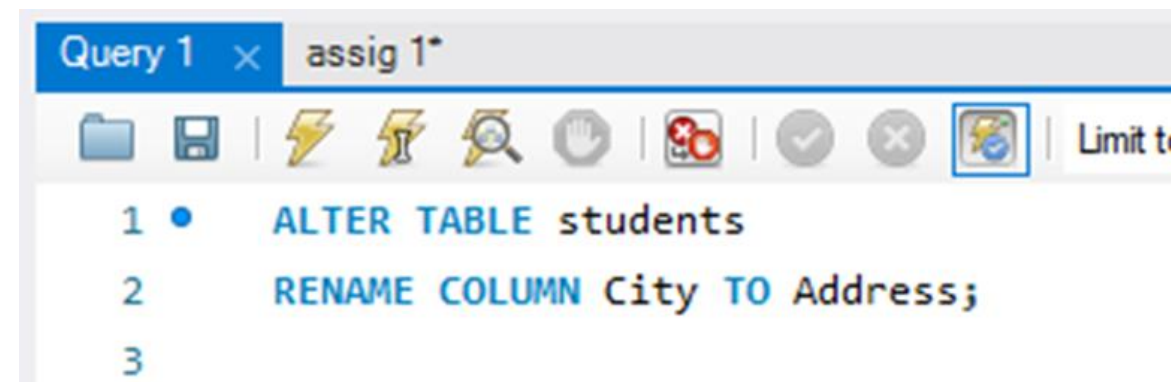 Query 1 assig 1*
Limit
1 ALTER TABLE students
2 RENAME COLUMN City TO Address;
3